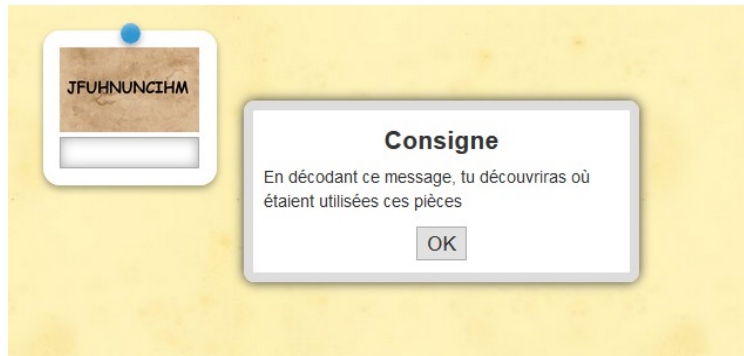 JFUHNUNCIHM
Consigne
En décodant ce message, tu découvriras où
étaient utilisées ces pièces
OK